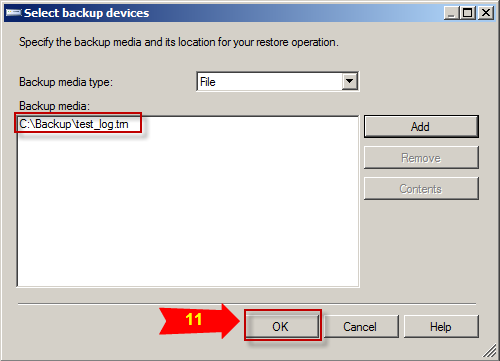 Select backup devices
Specify the backup media and its location for your restore operation.
Backup media type:
File
Backup media:
C:\Backup\test_log.trn
Add
Remove
Contents
11
OK
Cancel
Help